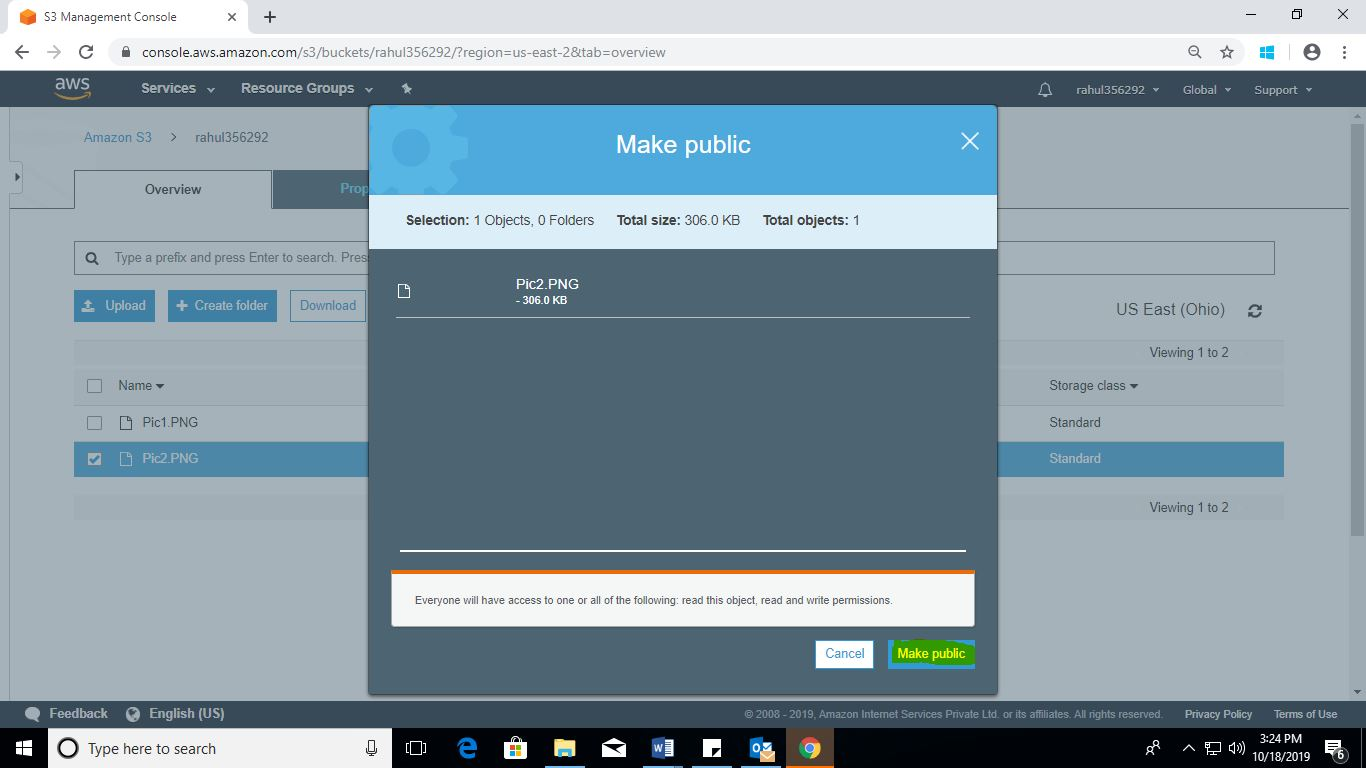 S3 Management Console
console.aws.amazon.com/s3/buckets/rahul356292/?region=us-east-2&tab=overview
aws Services Resource Groups rahul356292 Global Support
Amazon S3 > rahul356292
Make public
Overview Prop
Selection: 1 Objects, 0 Folders Total size: 306.0 KB Total objects: 1
Type a prefix and press Enter to search. Pres
Pic2.PNG
- 306.0 KB
Upload + Create folder Download US East (Ohio)
Viewing 1 to 2
Name Storage class
Pic1.PNG Standard
Pic2.PNG Standard
Viewing 1 to 2
Everyone will have access to one or all of the following: read this object, read and write permissions.
Cancel Make public
Feedback English (US) © 2008 - 2019, Amazon Internet Services Private Ltd. or its affiliates. All rights reserved. Privacy Policy Terms of Use
Type here to search
3:24 PM
10/18/2019
6